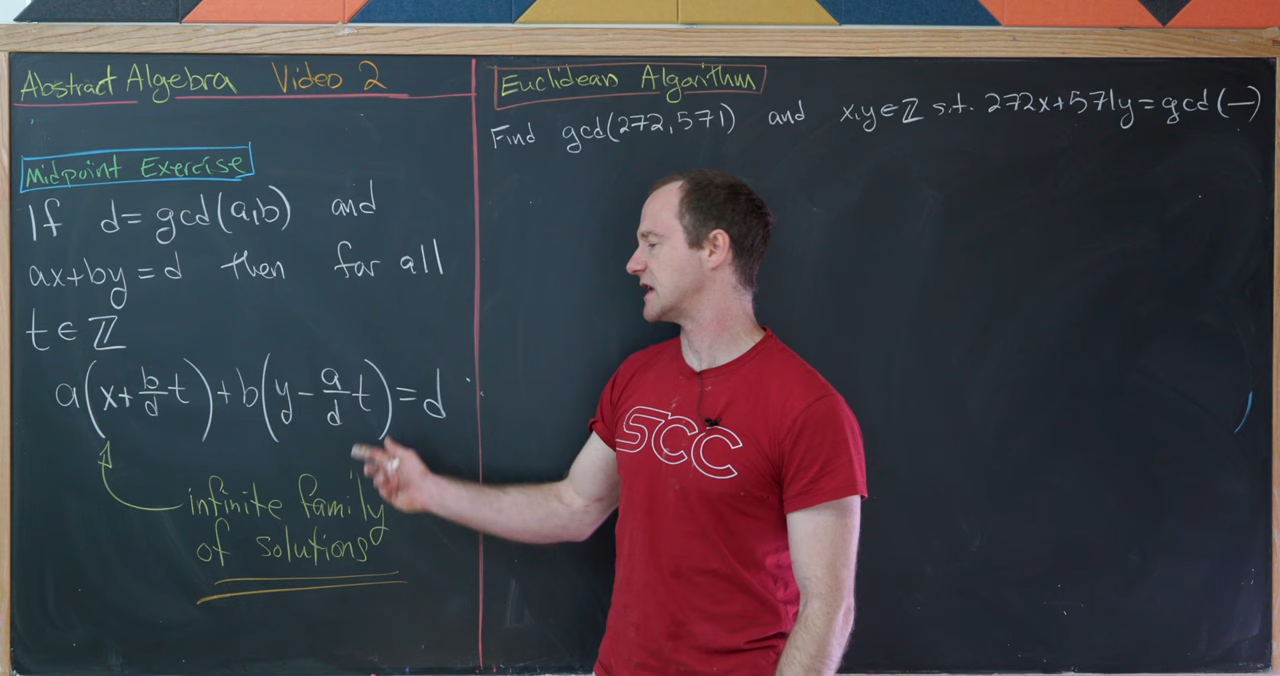 Abstract Algebra Video 2
Midpoint Exercise
If d=gcd(a,b) and
ax+by=d then for all
t∈ℤ
a(x+b/d t)+b(y-a/d t)=d
infinite family
of solutions
Euclidean Algorithm
Find gcd(272,571) and x,y∈ℤ s.t. 272x+571y=gcd(—)
SCC